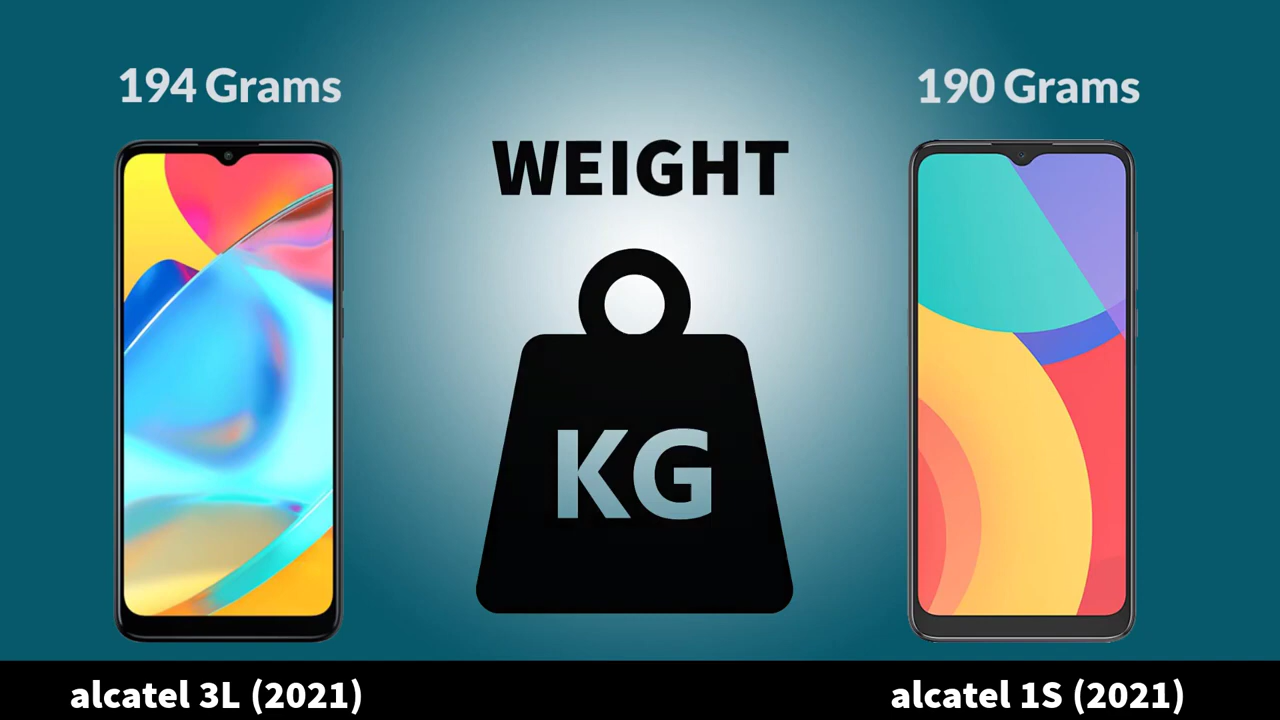 194 Grams
190 Grams
WEIGHT
KG
alcatel 3L (2021)
alcatel 1S (2021)